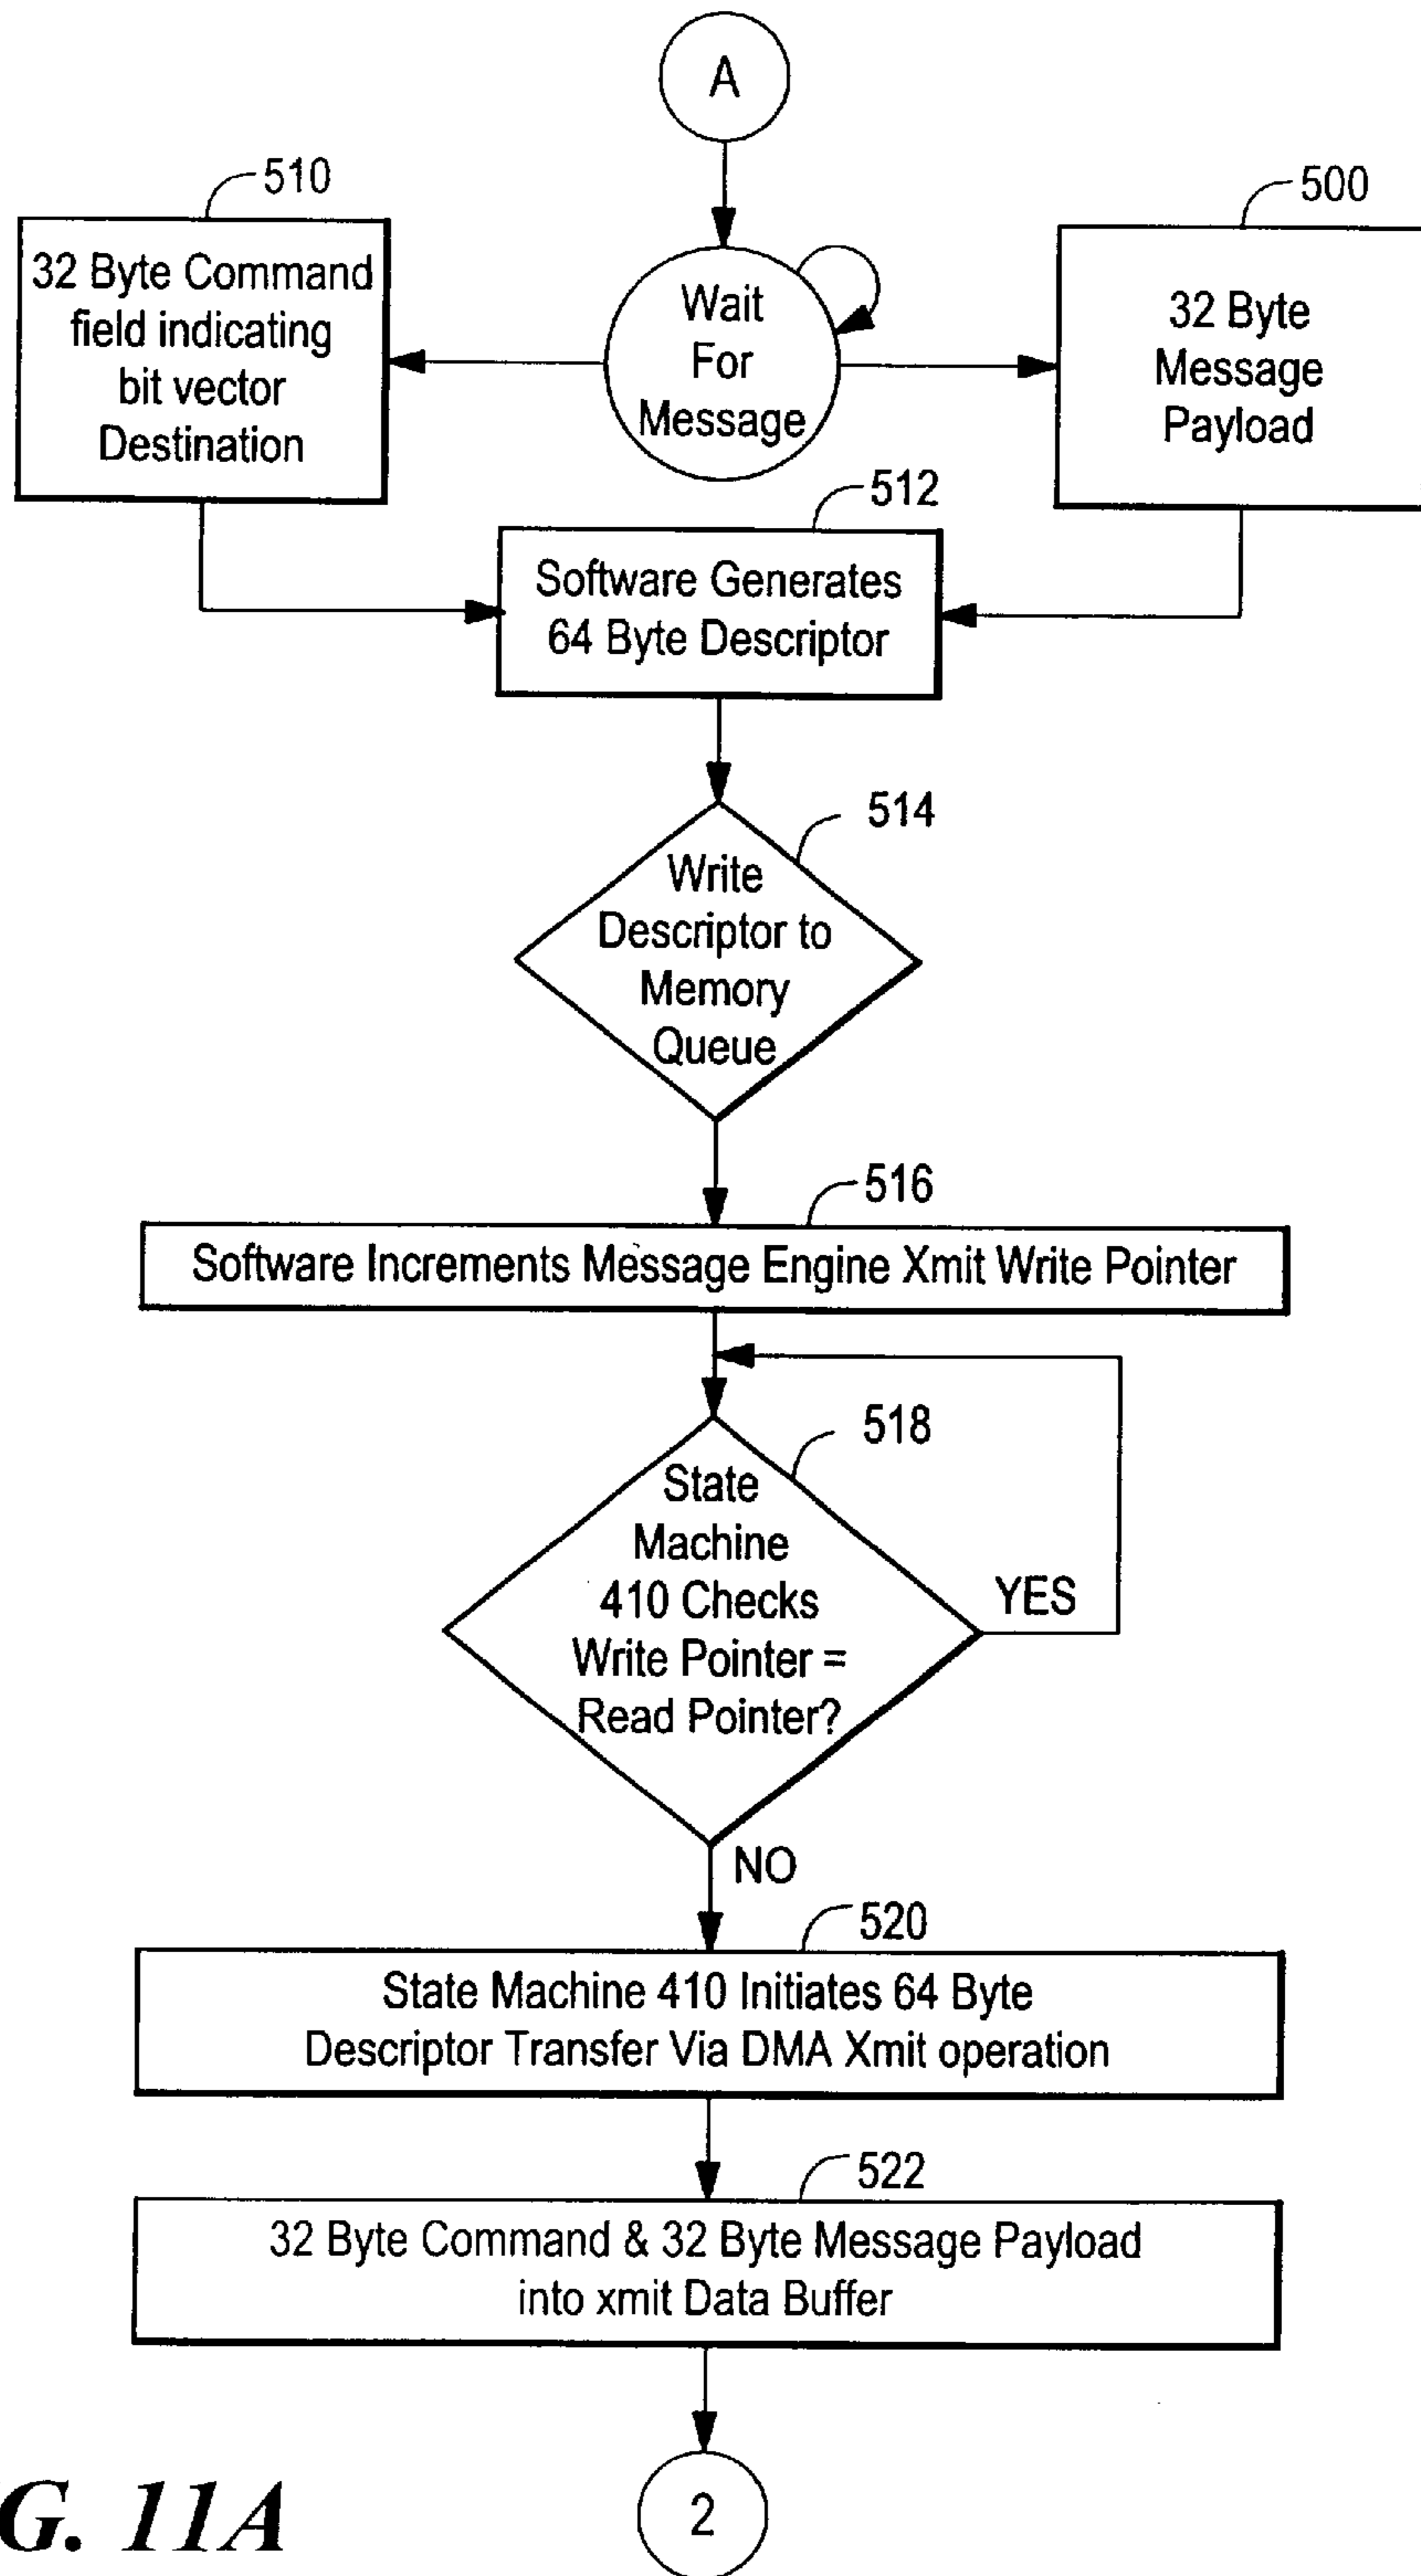 A
510
32 Byte Command
field indicating
bit vector
Destination
Wait
For
Message
500
32 Byte
Message
Payload
512
Software Generates
64 Byte Descriptor
514
Write
Descriptor to
Memory
Queue
516
Software Increments Message Engine Xmit Write Pointer
518
State
Machine
410 Checks
Write Pointer =
Read Pointer?
YES
NO
520
State Machine 410 Initiates 64 Byte
Descriptor Transfer Via DMA Xmit operation
522
32 Byte Command & 32 Byte Message Payload
into xmit Data Buffer
2
G. 11A